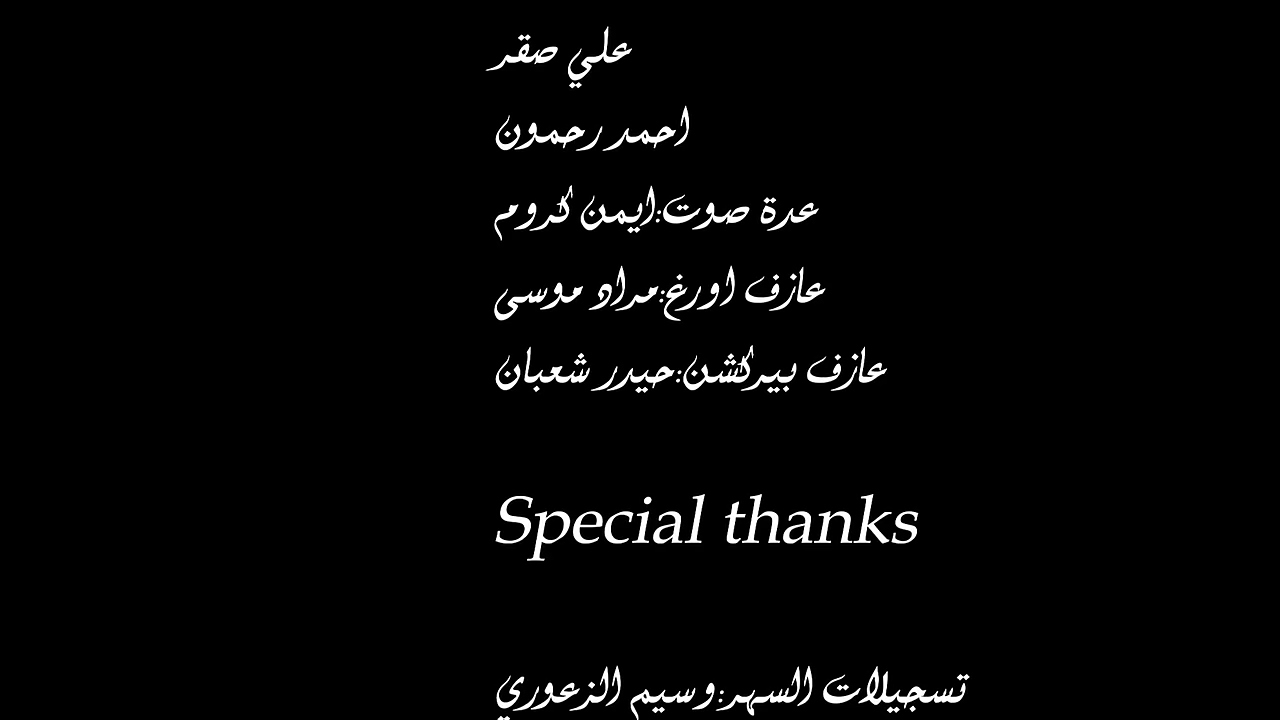 علي صقر
احمد رحمون
عدة صوت:ايمن كروم
عازف اورغ:مراد موسى
عازف بيركشن:حيدر شعبان
Special thanks
تسجيلات السهر:وسيم الزعوري